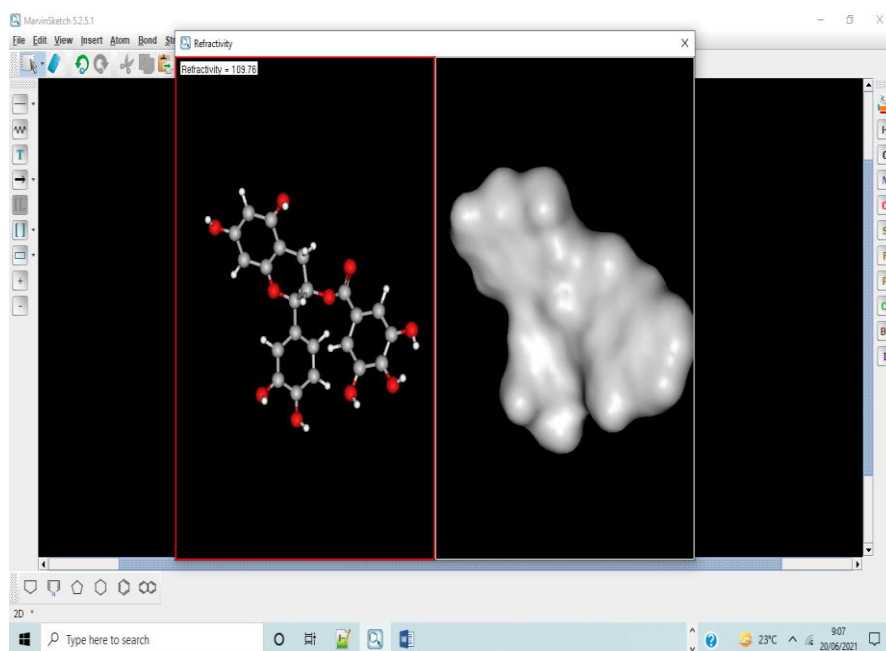 MarvinSketch 5.2.5.1
File Edit View Insert Atom Bond
Refractivity
X
X
Refractivity = 109.76
T
2D
Type here to search
23°C
9:07
20/06/2021